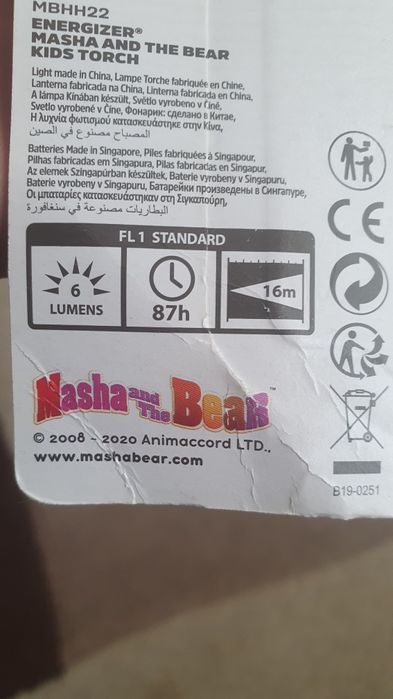 MBHH22
ENERGIZER®
MASHA AND THE BEAR
KIDS TORCH
Light made in China, Lampe Torche fabriquée en Chine,
Lanterna fabricada na China, Linterna fabricada en China,
A lámpa Kínában készült, Světlo vyrobeno v Číně,
Svetlo vyrobené v Číne, Фонарик: сделано в Китае,
Η λυχνία φωτισμού κατασκευάστηκε στην Κίνα,
المصباح مصنوع في الصين
Batteries Made in Singapore, Piles fabriquées à Singapour,
Pilhas fabricadas em Singapura, Pilas fabricadas en Singapur,
Az elemek Szingapúrban készültek, Baterie vyrobeny v Singapuru,
Baterie vyrobeny v Singapuru, Батарейки произведены в Сингапуре,
Οι μπαταρίες κατασκευάστηκαν στη Σιγκαπούρη,
البطاريات مصنوعة في سنغافورة
FL 1 STANDARD
6
LUMENS
87h
16m
CE
Masha and The Bear™
© 2008 - 2020 Animaccord LTD.,
www.mashabear.com
B19-0251